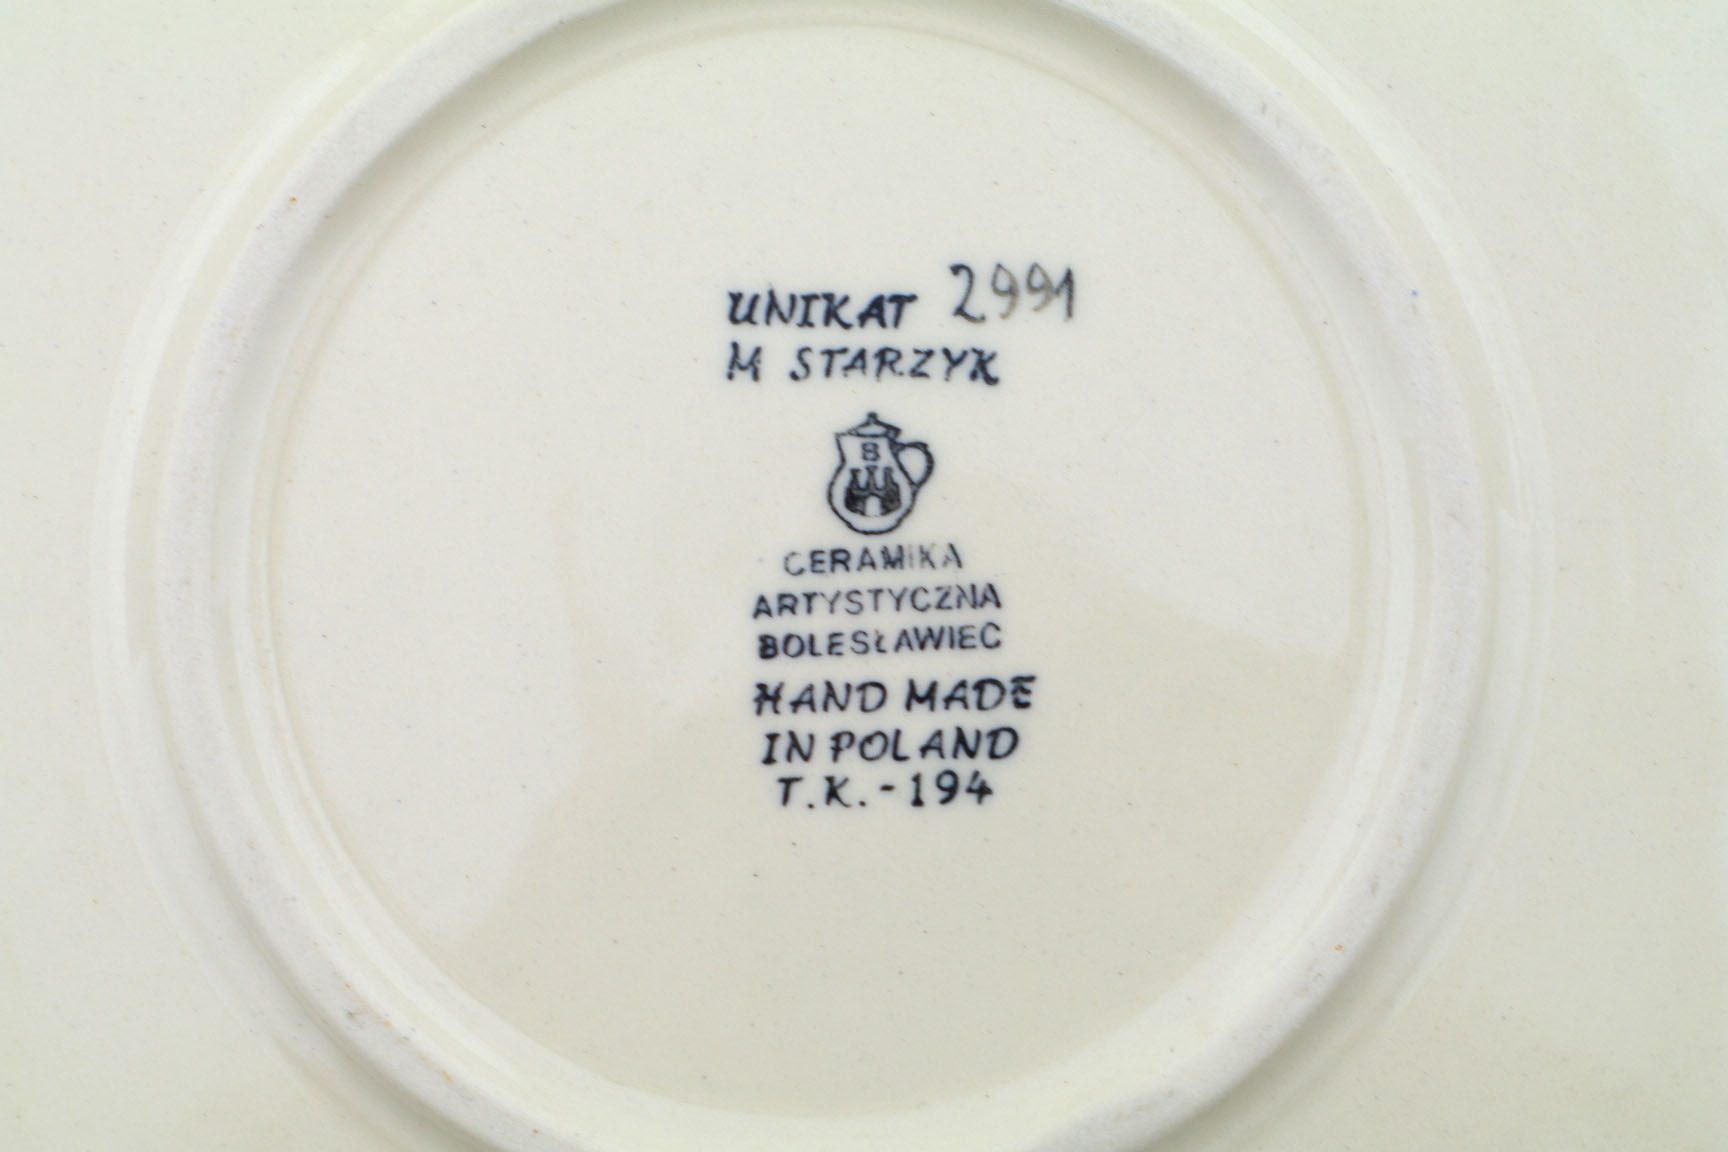 UNIKAT 2991
M STARZYK
B
CERAMIKA
ARTYSTYCZNA
BOLESŁAWIEC
HAND MADE
IN POLAND
T.K.-194